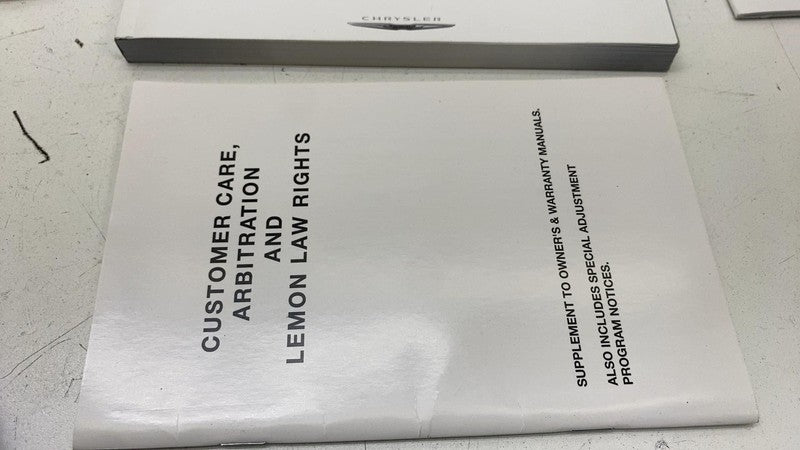 CHRYSLER
CUSTOMER CARE,
ARBITRATION
AND
LEMON LAW RIGHTS
SUPPLEMENT TO OWNER'S & WARRANTY MANUALS.
ALSO INCLUDES SPECIAL ADJUSTMENT
PROGRAM NOTICES.